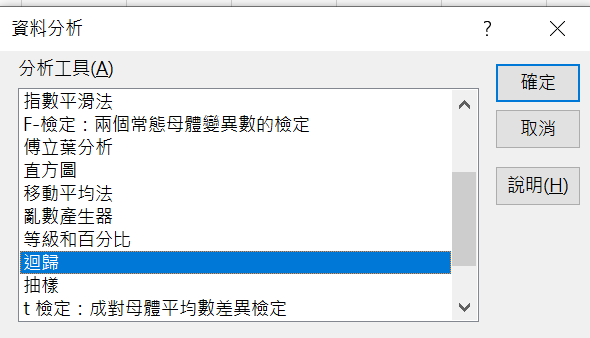 資料分析
?
分析工具(A)
指數平滑法
F-檢定：兩個常態母體變異數的檢定
傅立葉分析
直方圖
移動平均法
亂數產生器
等級和百分比
迴歸
抽樣
t 檢定：成對母體平均數差異檢定
確定
取消
說明(H)